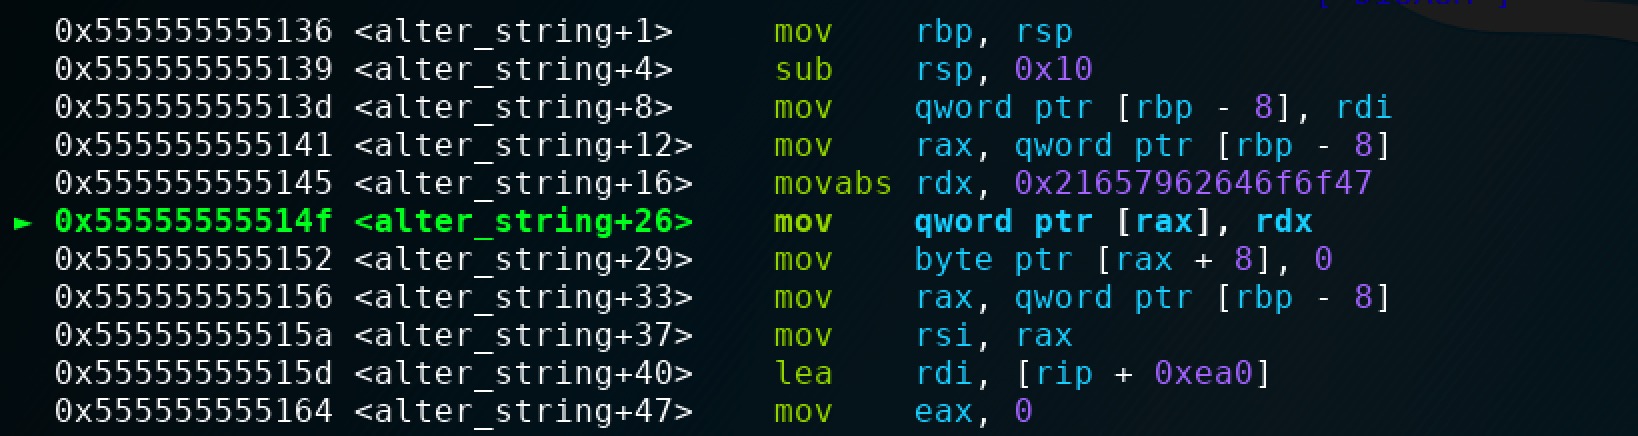 0x555555555136 <alter_string+1> mov rbp, rsp
0x555555555139 <alter_string+4> sub rsp, 0x10
0x55555555513d <alter_string+8> mov qword ptr [rbp - 8], rdi
0x555555555141 <alter_string+12> mov rax, qword ptr [rbp - 8]
0x555555555145 <alter_string+16> movabs rdx, 0x21657962646f6f47
► 0x55555555514f <alter_string+26> mov qword ptr [rax], rdx
0x555555555152 <alter_string+29> mov byte ptr [rax + 8], 0
0x555555555156 <alter_string+33> mov rax, qword ptr [rbp - 8]
0x55555555515a <alter_string+37> mov rsi, rax
0x55555555515d <alter_string+40> lea rdi, [rip + 0xea0]
0x555555555164 <alter_string+47> mov eax, 0